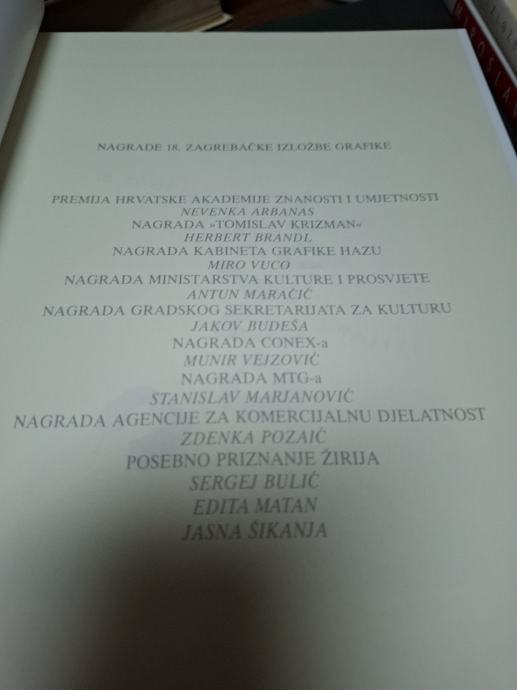 NAGRADE 18. ZAGREBAČKE IZLOŽBE GRAFIKE
PREMIJA HRVATSKE AKADEMIJE ZNANOSTI I UMJETNOSTI
NEVENKA ARBANAS
NAGRADA »TOMISLAV KRIZMAN«
HERBERT BRANDL
NAGRADA KABINETA GRAFIKE HAZU
MIRO VUCO
NAGRADA MINISTARSTVA KULTURE I PROSVJETE
ANTUN MARAČIĆ
NAGRADA GRADSKOG SEKRETARIJATA ZA KULTURU
JAKOV BUDEŠA
NAGRADA CONEX-a
MUNIR VEJZOVIĆ
NAGRADA MTG-a
STANISLAV MARJANOVIĆ
NAGRADA AGENCIJE ZA KOMERCIJALNU DJELATNOST
ZDENKA POZAIĆ
POSEBNO PRIZNANJE ŽIRIJA
SERGEJ BULIĆ
EDITA MATAN
JASNA ŠIKANJA